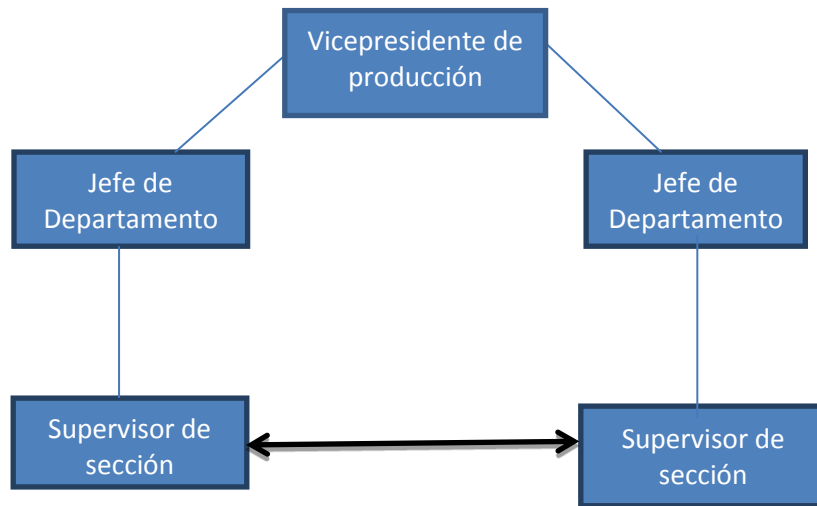 Vicepresidente de
producción
Jefe de
Departamento
Jefe de
Departamento
Supervisor de
sección
Supervisor de
sección